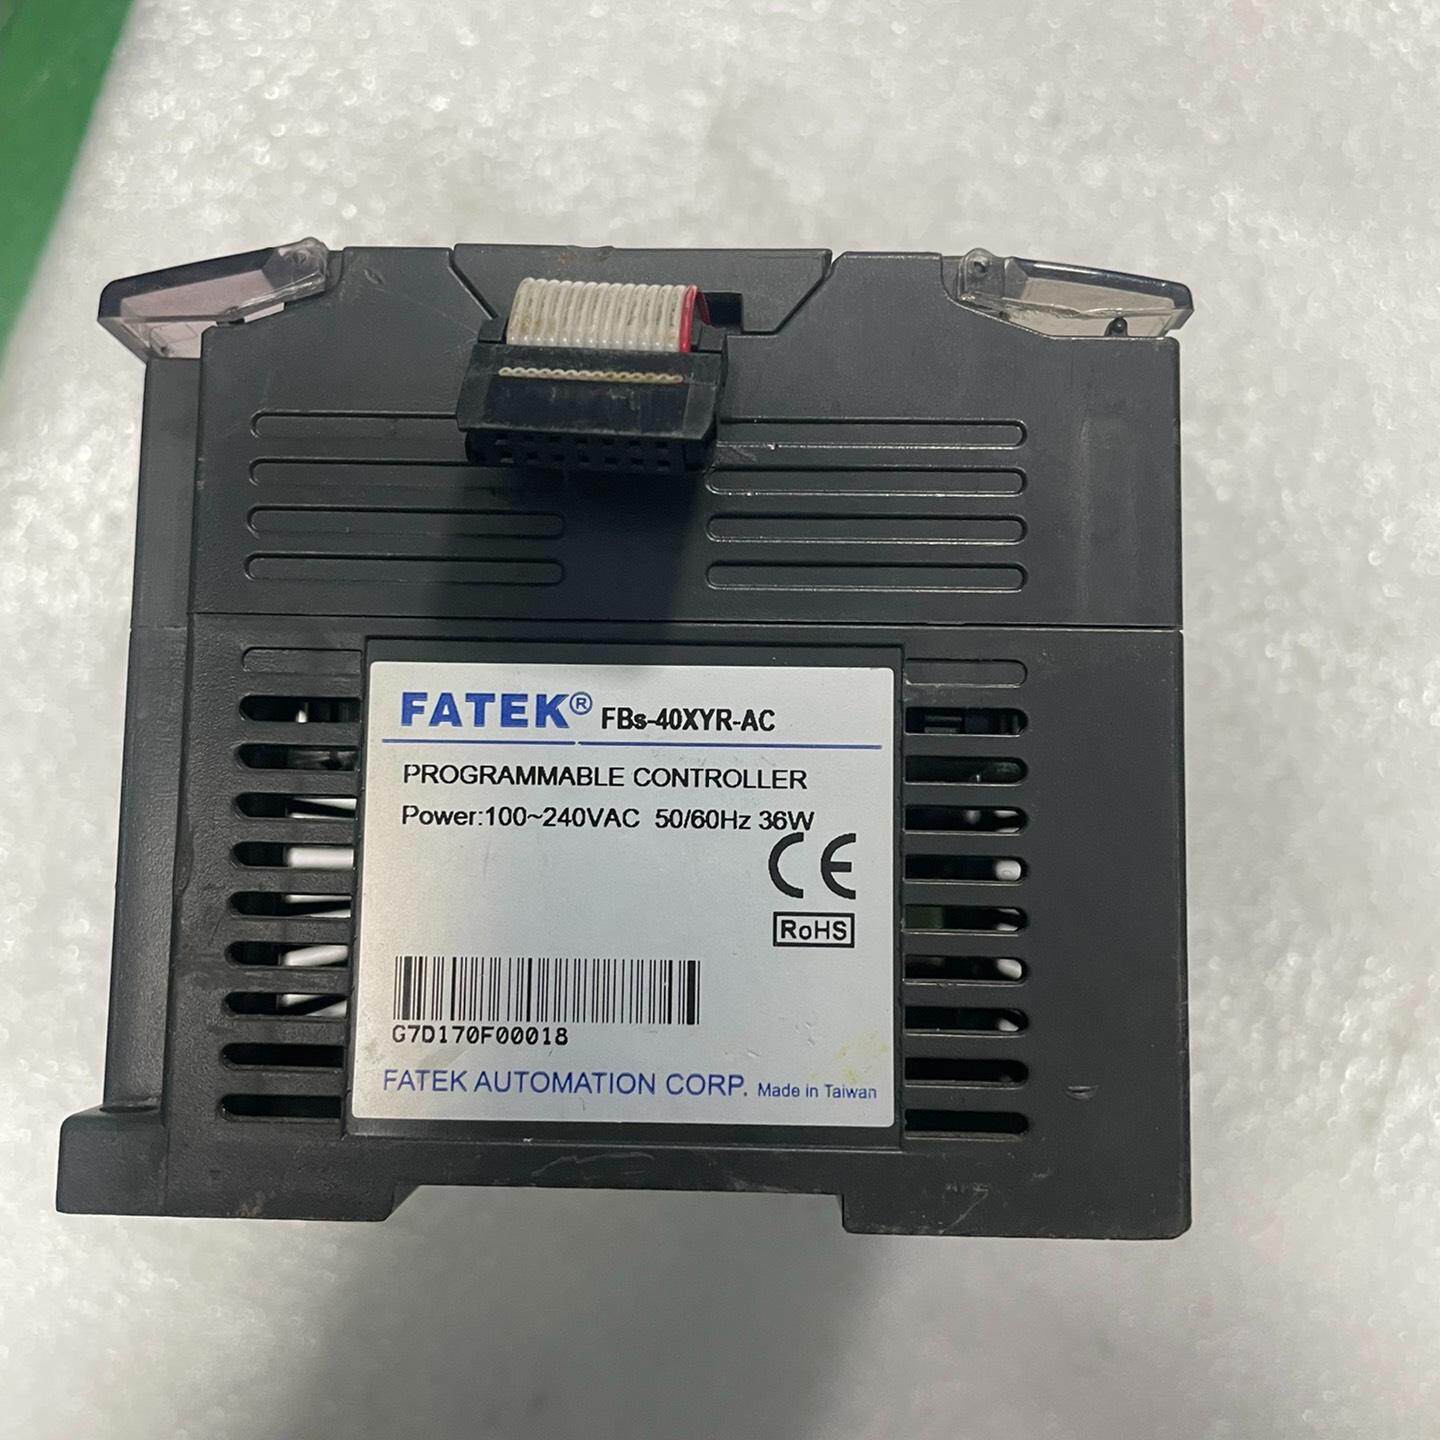 FATEK® FBs-40XYR-AC
PROGRAMMABLE CONTROLLER
Power:100~240VAC 50/60Hz 36W
CE
RoHS
G7D170F00018
FATEK AUTOMATION CORP. Made in Taiwan